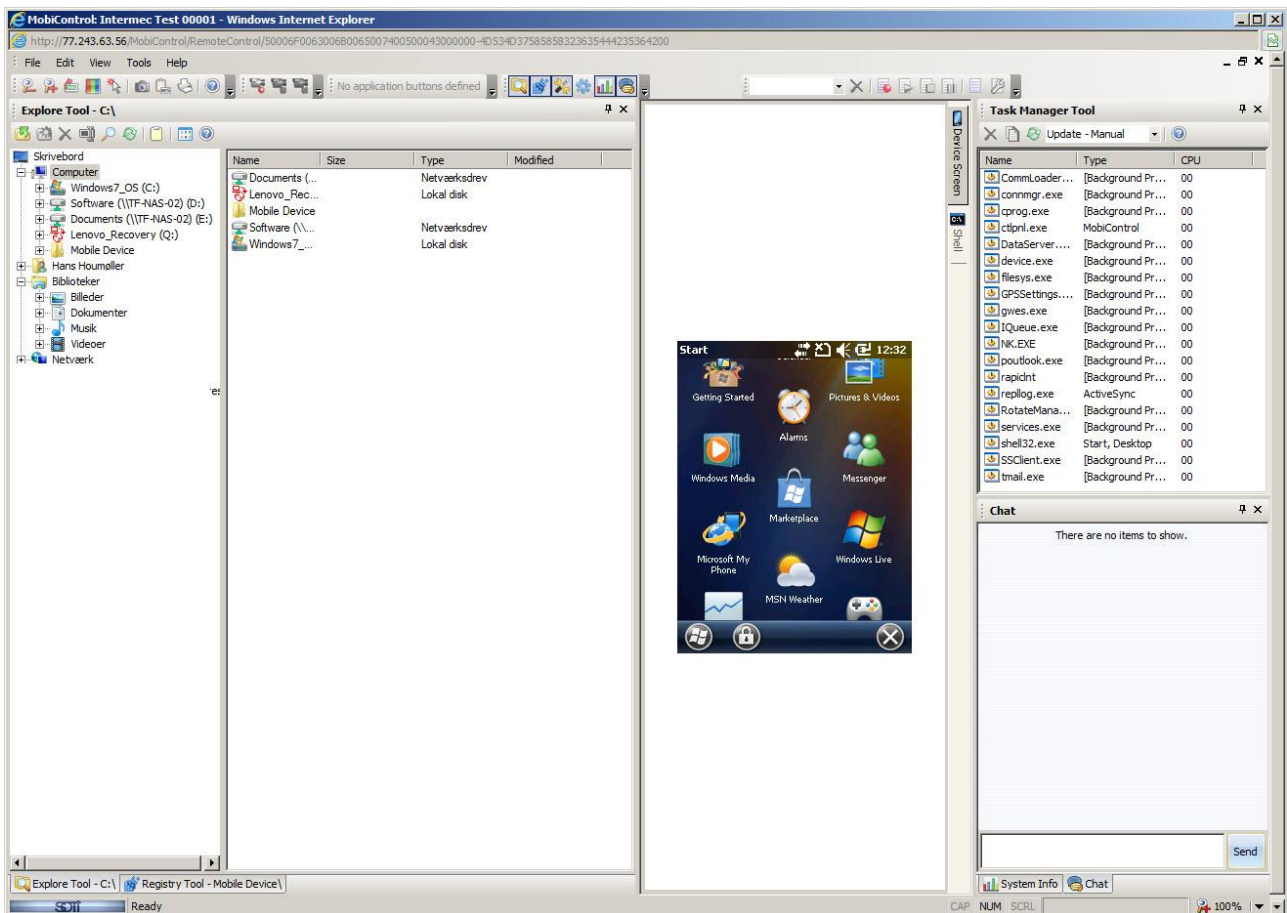 MobiControl: Intermec Test 00001 - Windows Internet Explorer
http://77.243.63.56/MobiControl/RemoteControl/
File Edit View Tools Help
No application buttons defined
Explore Tool - C:\
Skrivebord
Computer
Windows7_OS (C:)
Software (\\TF-NAS-02) (D:)
Documents (\\TF-NAS-02) (E:)
Lenovo_Recovery (Q:)
Mobile Device
Hans Houmøller
Biblioteker
Billeder
Dokumenter
Musik
Videoer
Netværk
Name Size Type Modified
Documents (... Netværksdrev
Lenovo_Rec... Lokal disk
Mobile Device
Software (\\... Netværksdrev
Windows7_... Lokal disk
Device Screen
Shell
Start 12:32
Getting Started
Pictures & Videos
Alarms
Windows Media
Messenger
Marketplace
Microsoft My
Phone
Windows Live
MSN Weather
Task Manager Tool
Update - Manual
Name Type CPU
CommLoader... [Background Pr... 00
connmgr.exe [Background Pr... 00
cprog.exe [Background Pr... 00
ctlpnl.exe MobiControl 00
DataServer.... [Background Pr... 00
device.exe [Background Pr... 00
filesys.exe [Background Pr... 00
GPSSettings.... [Background Pr... 00
gwes.exe [Background Pr... 00
IQueue.exe [Background Pr... 00
NK.EXE [Background Pr... 00
poutlook.exe [Background Pr... 00
rapiclnt [Background Pr... 00
repllog.exe ActiveSync 00
RotateMana... [Background Pr... 00
services.exe [Background Pr... 00
shell32.exe Start, Desktop 00
SSClient.exe [Background Pr... 00
tmail.exe [Background Pr... 00
Chat
There are no items to show.
Send
Explore Tool - C:\ Registry Tool - Mobile Device\
System Info Chat
SOTI Ready
CAP NUM SCRL 100%